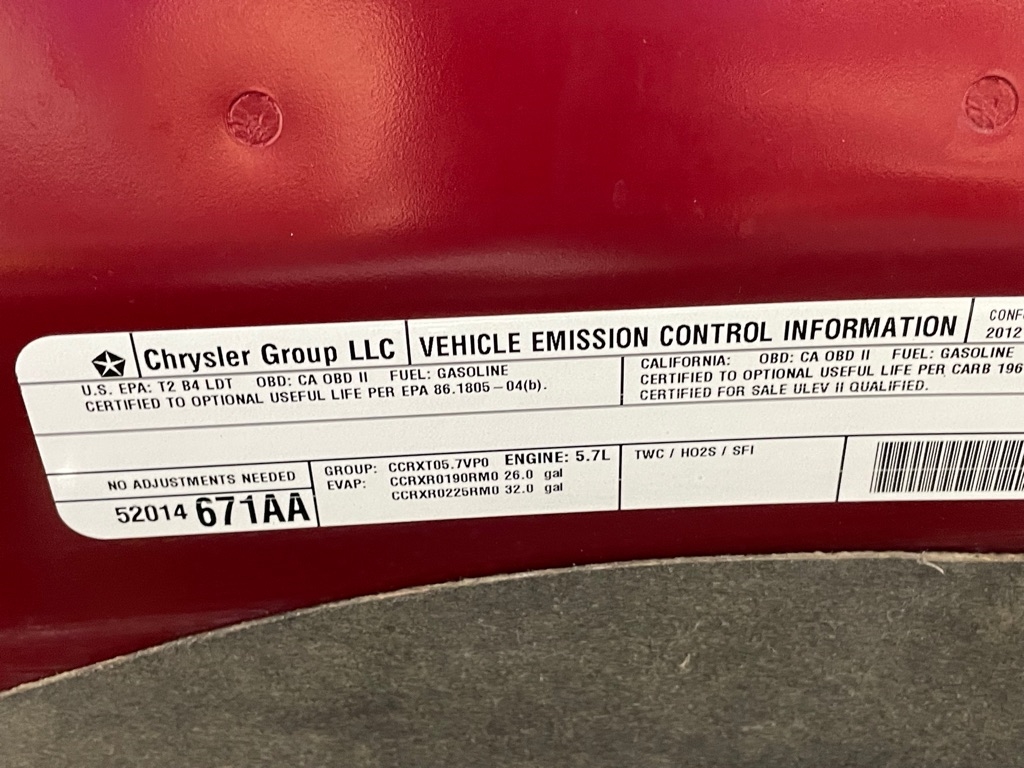 Chrysler Group LLC
VEHICLE EMISSION CONTROL INFORMATION
2012
U.S. EPA: T2 B4 LDT OBD: CA OBD II FUEL: GASOLINE
CERTIFIED TO OPTIONAL USEFUL LIFE PER EPA 86.1805-04(b).
CALIFORNIA: OBD: CA OBD II FUEL: GASOLINE
CERTIFIED TO OPTIONAL USEFUL LIFE PER CARB 196
CERTIFIED FOR SALE ULEV II QUALIFIED.
NO ADJUSTMENTS NEEDED
52014 671AA
GROUP: CCRXT05.7VP0 ENGINE: 5.7L
EVAP: CCRXR0190RM0 26.0 gal
CCRXR0225RM0 32.0 gal
TWC / HO2S / SFI